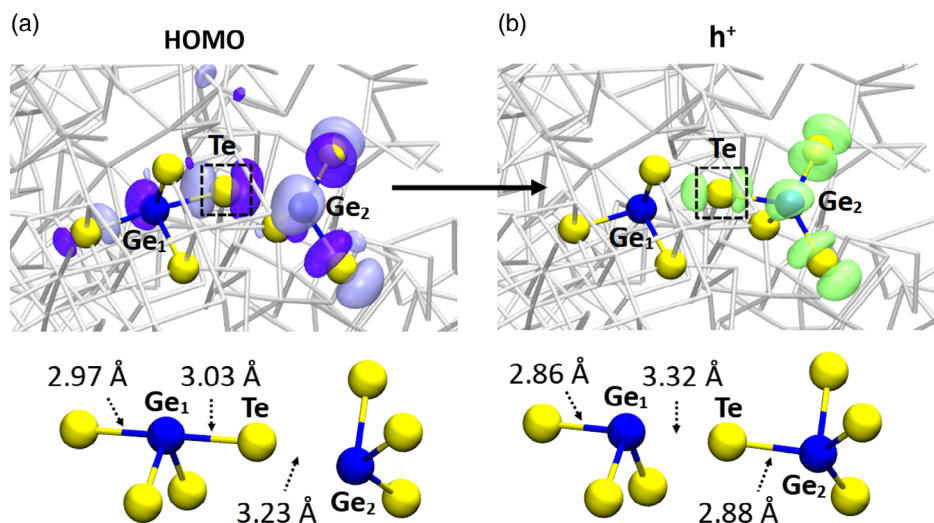 (a)
HOMO
Te
Ge₁
Ge₂
2.97 Å
3.03 Å
Ge₁
Te
3.23 Å
Ge₂
(b)
h⁺
Te
Ge₁
Ge₂
2.86 Å
3.32 Å
Ge₁
Te
2.88 Å
Ge₂